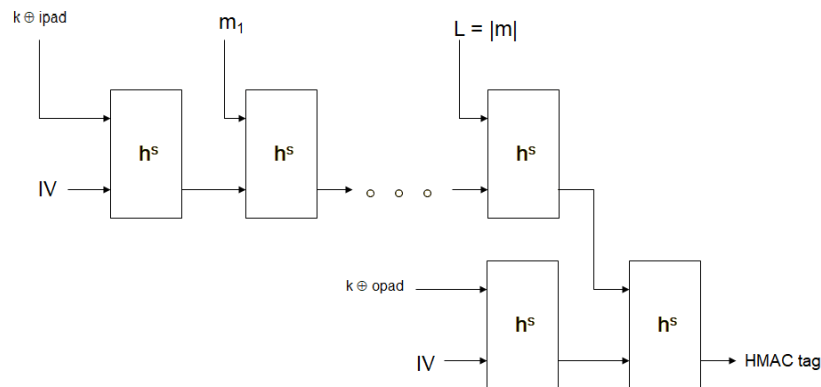 k ⊕ ipad
m₁
L = |m|
hˢ
hˢ
hˢ
IV
k ⊕ opad
hˢ
hˢ
IV
HMAC tag